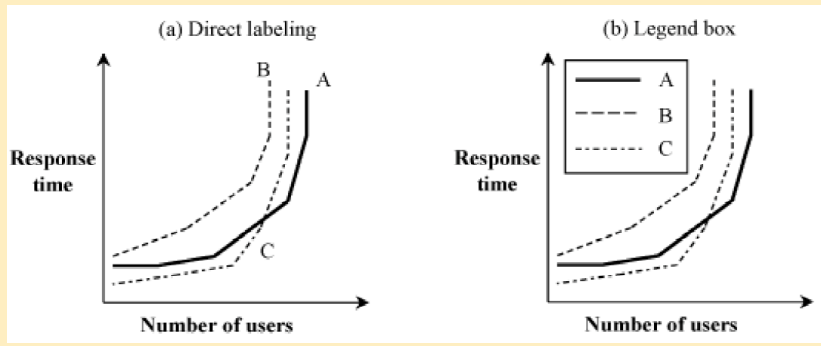 (a) Direct labeling
B
A
Response
time
C
Number of users
(b) Legend box
A
B
C
Response
time
Number of users